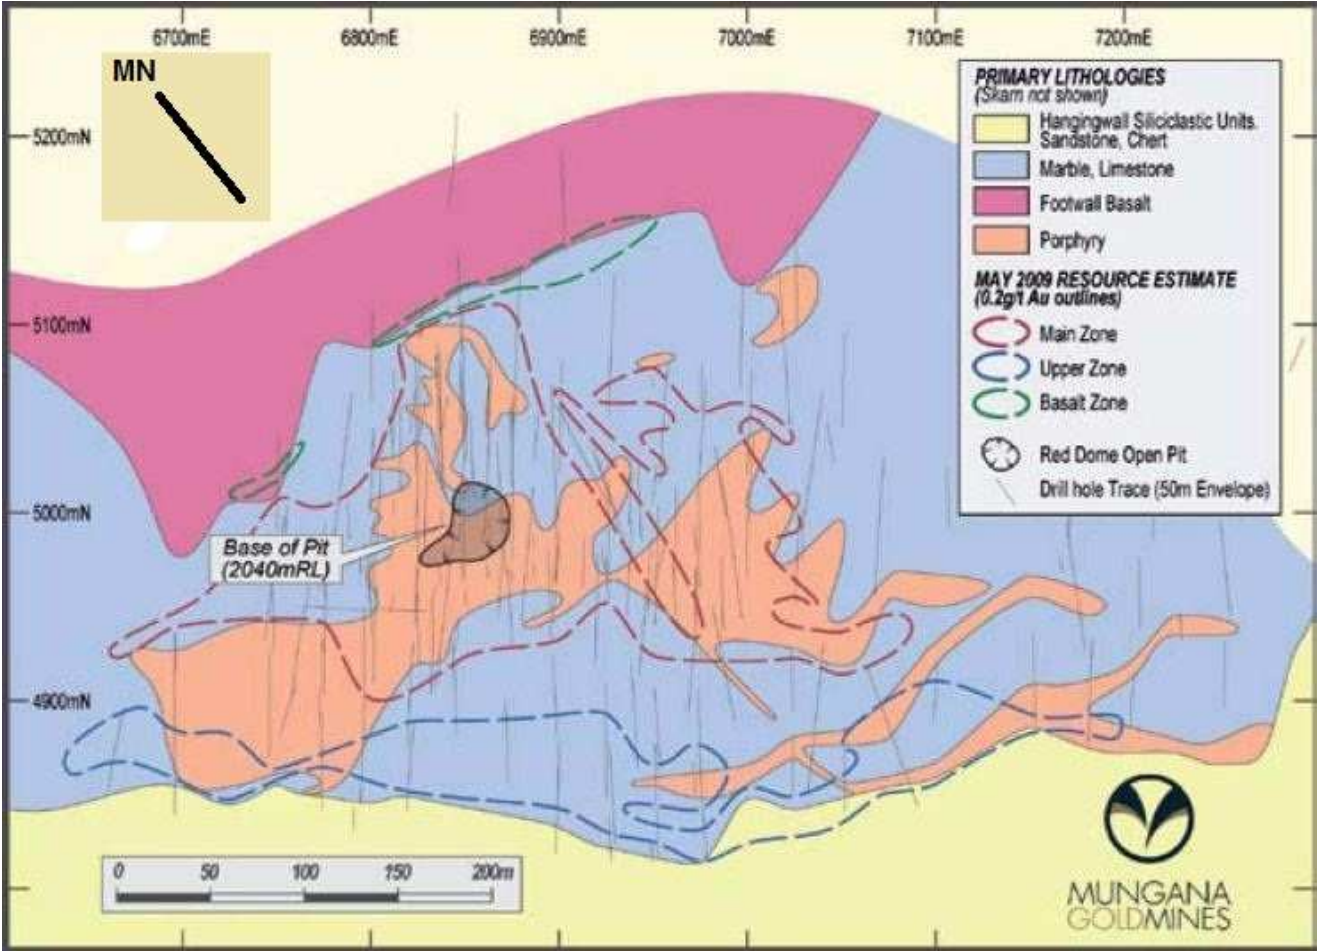 6700mE 6800mE 6900mE 7000mE 7100mE 7200mE
MN
5200mN
5100mN
5000mN
4900mN
PRIMARY LITHOLOGIES
(Skarn not shown)
Hangingwall Siliciclastic Units.
Sandstone, Chert
Marble, Limestone
Footwall Basalt
Porphyry
MAY 2009 RESOURCE ESTIMATE
(0.2g/t Au outlines)
Main Zone
Upper Zone
Basalt Zone
Red Dome Open Pit
Drill hole Trace (50m Envelope)
Base of Pit
(2040mRL)
0 50 100 150 200m
MUNGANA
GOLDMINES